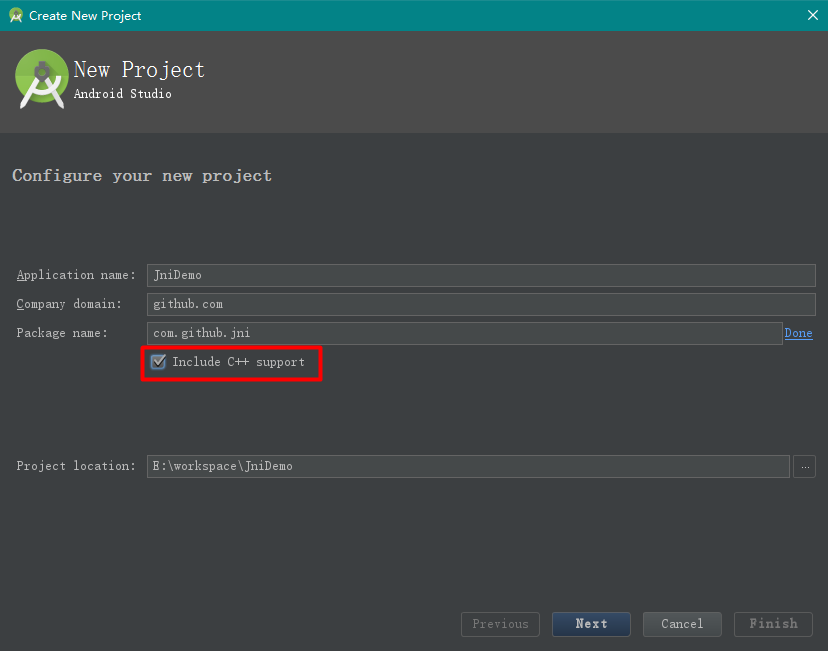 Create New Project
New Project
Android Studio
Configure your new project
Application name: JniDemo
Company domain: github.com
Package name: com.github.jni Done
Include C++ support
Project location: E:\workspace\JniDemo ...
Previous Next Cancel Finish